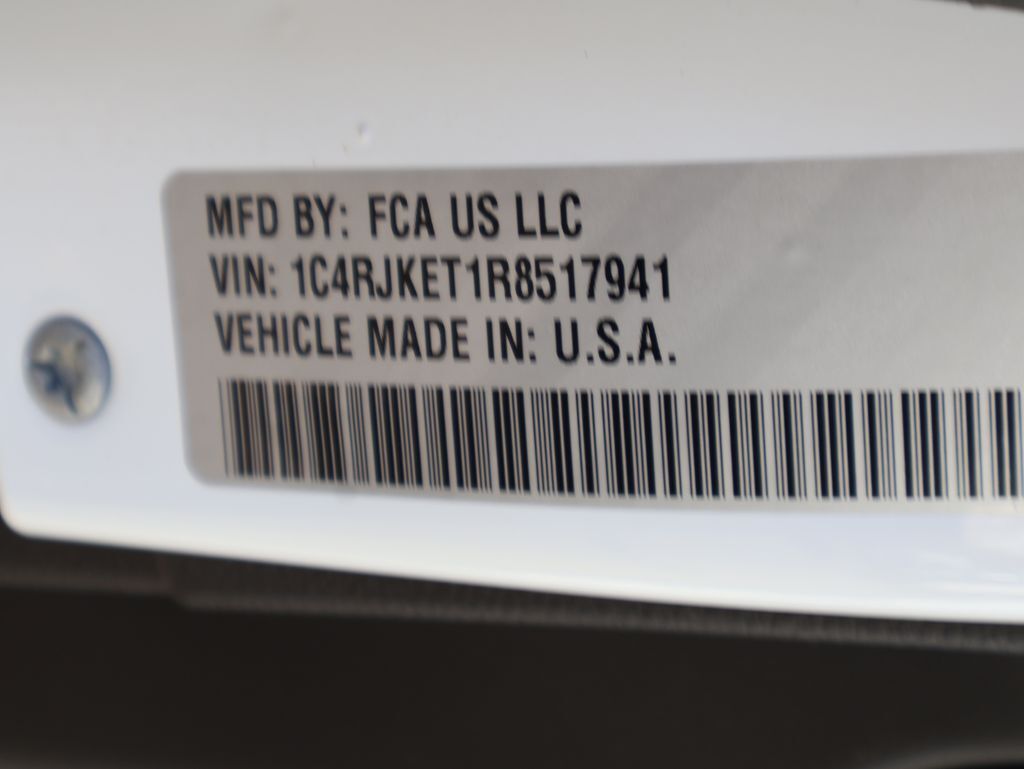 MFD BY: FCA US LLC
VIN: 1C4RJKET1R8517941
VEHICLE MADE IN: U.S.A.